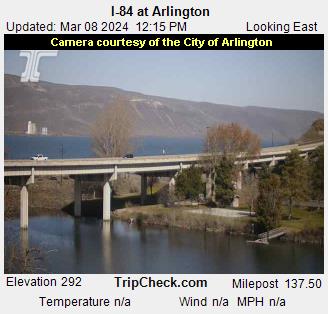 I-84 at Arlington
Updated: Mar 08 2024 12:15 PM Looking East
Camera courtesy of the City of Arlington
Elevation 292 TripCheck.com Milepost 137.50
Temperature n/a Wind n/a MPH n/a